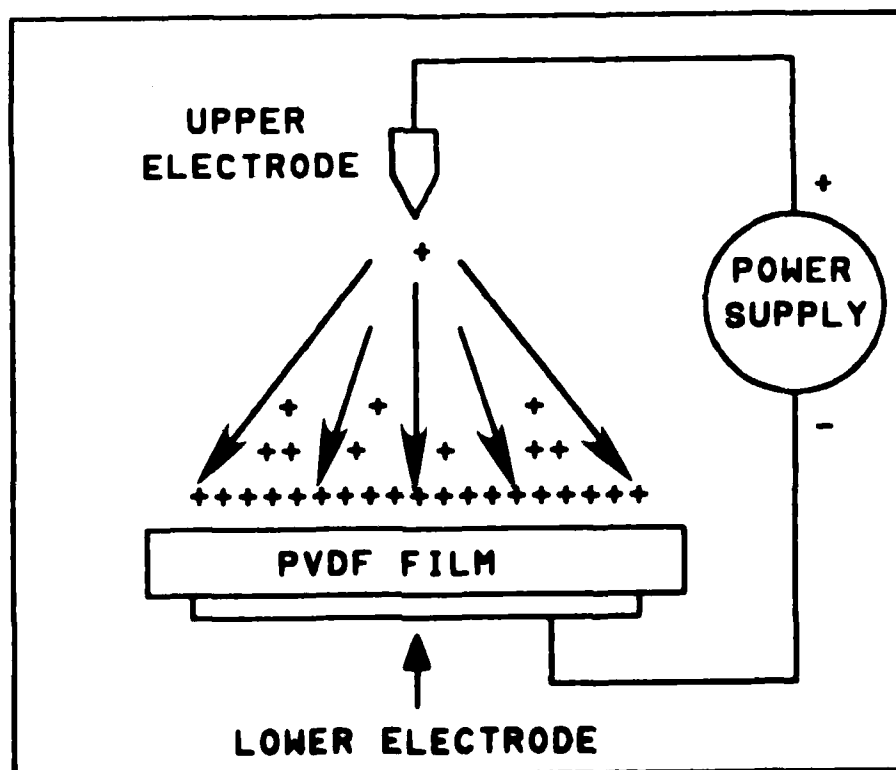 UPPER
ELECTRODE
+
POWER
SUPPLY
+
+ + +
++ + + ++
+++++++++++++++++++
-
PVDF FILM
LOWER ELECTRODE